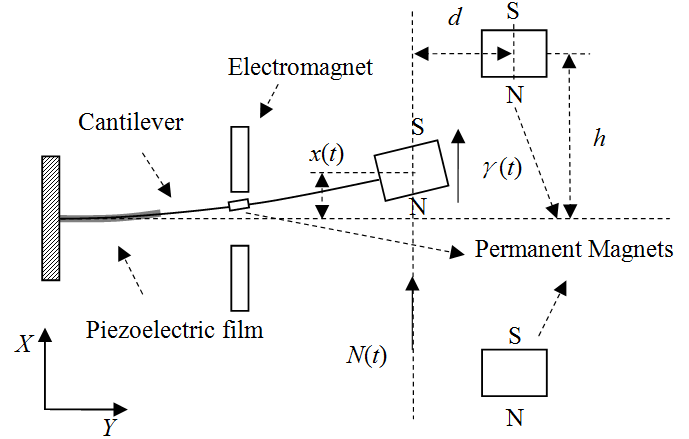 S
d
Electromagnet
N
Cantilever
S
x(t)
h
γ(t)
N
Permanent Magnets
Piezoelectric film
X
S
N(t)
Y
N